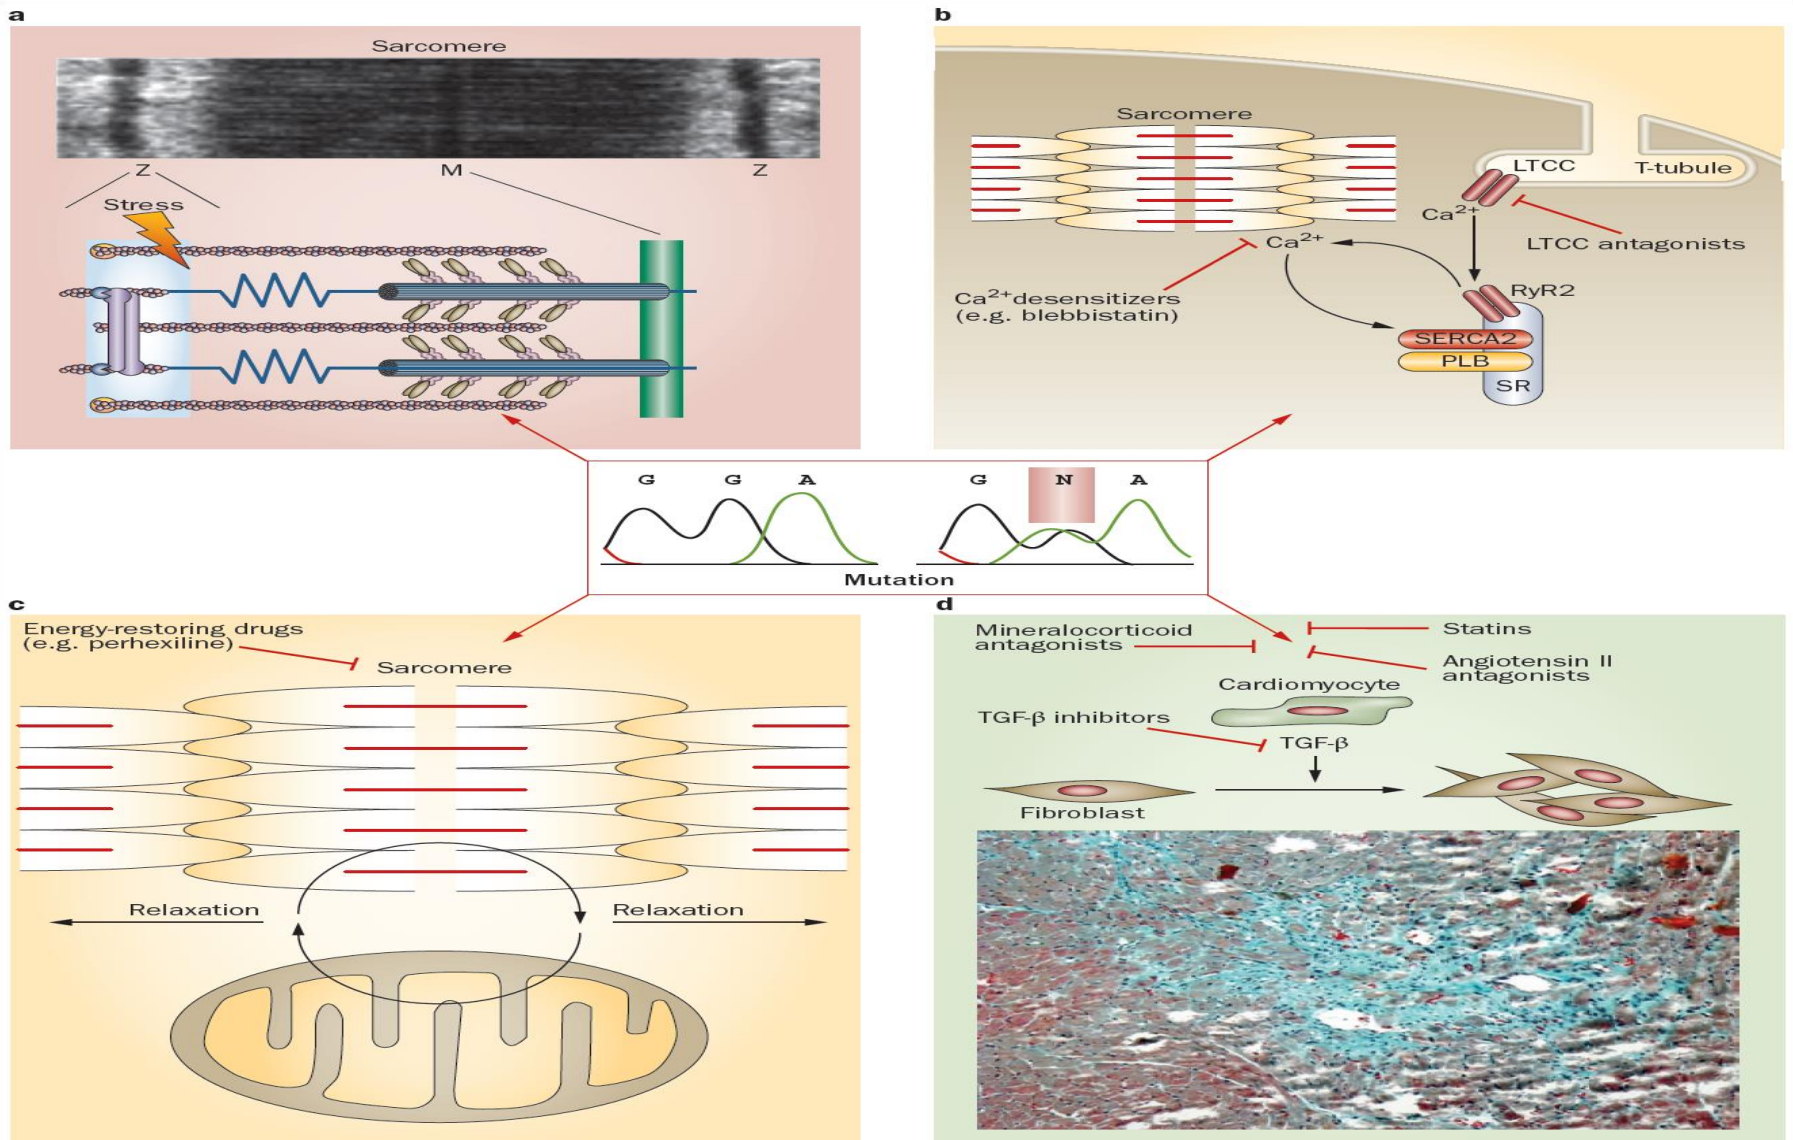 a
Sarcomere
Z
M
Z
Stress
b
Sarcomere
LTCC
T-tubule
Ca2+
LTCC antagonists
Ca2+
Ca2+desensitizers
(e.g. blebbistatin)
RyR2
SERCA2
PLB
SR
G G A
G N A
Mutation
c
Energy-restoring drugs
(e.g. perhexiline)
Sarcomere
Relaxation
Relaxation
d
Mineralocorticoid
antagonists
Statins
Angiotensin II
antagonists
Cardiomyocyte
TGF-β inhibitors
TGF-β
Fibroblast